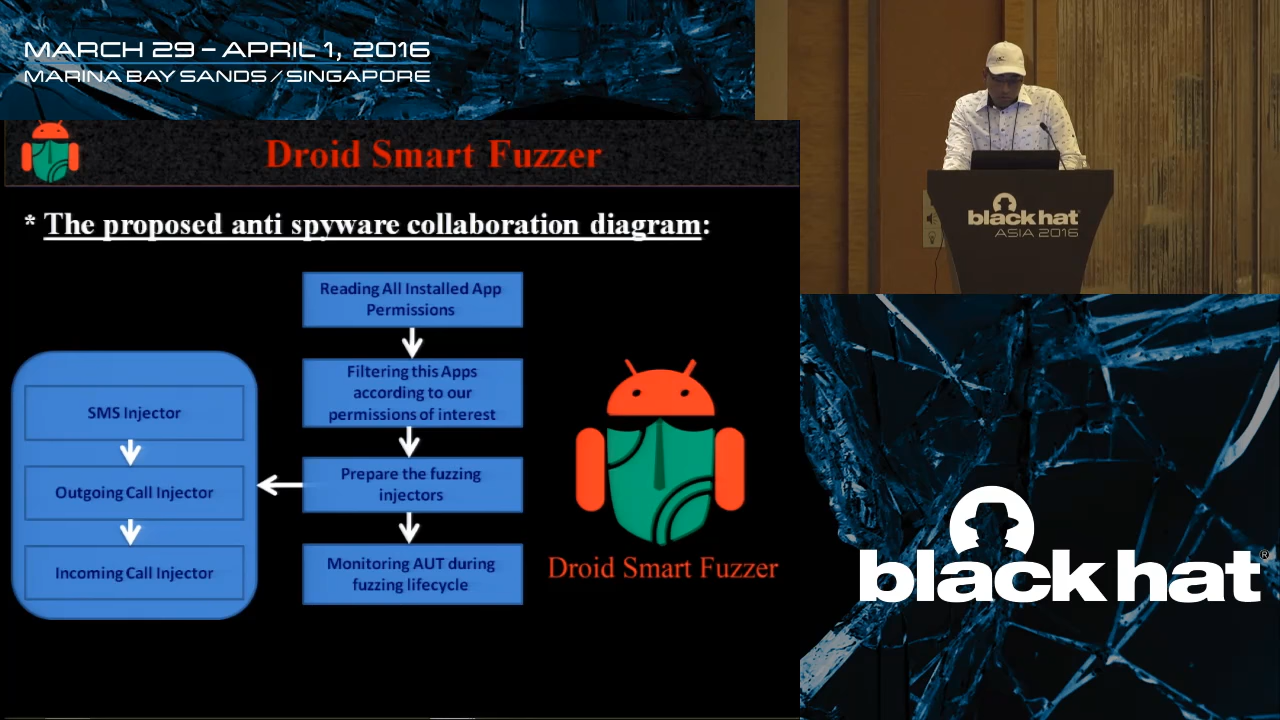 MARCH 29 – APRIL 1, 2016
MARINA BAY SANDS / SINGAPORE
Droid Smart Fuzzer
* The proposed anti spyware collaboration diagram:
Reading All Installed App
Permissions
Filtering this Apps
according to our
permissions of interest
Prepare the fuzzing
injectors
Monitoring AUT during
fuzzing lifecycle
SMS Injector
Outgoing Call Injector
Incoming Call Injector
Droid Smart Fuzzer
black hat
ASIA 2016
black hat®